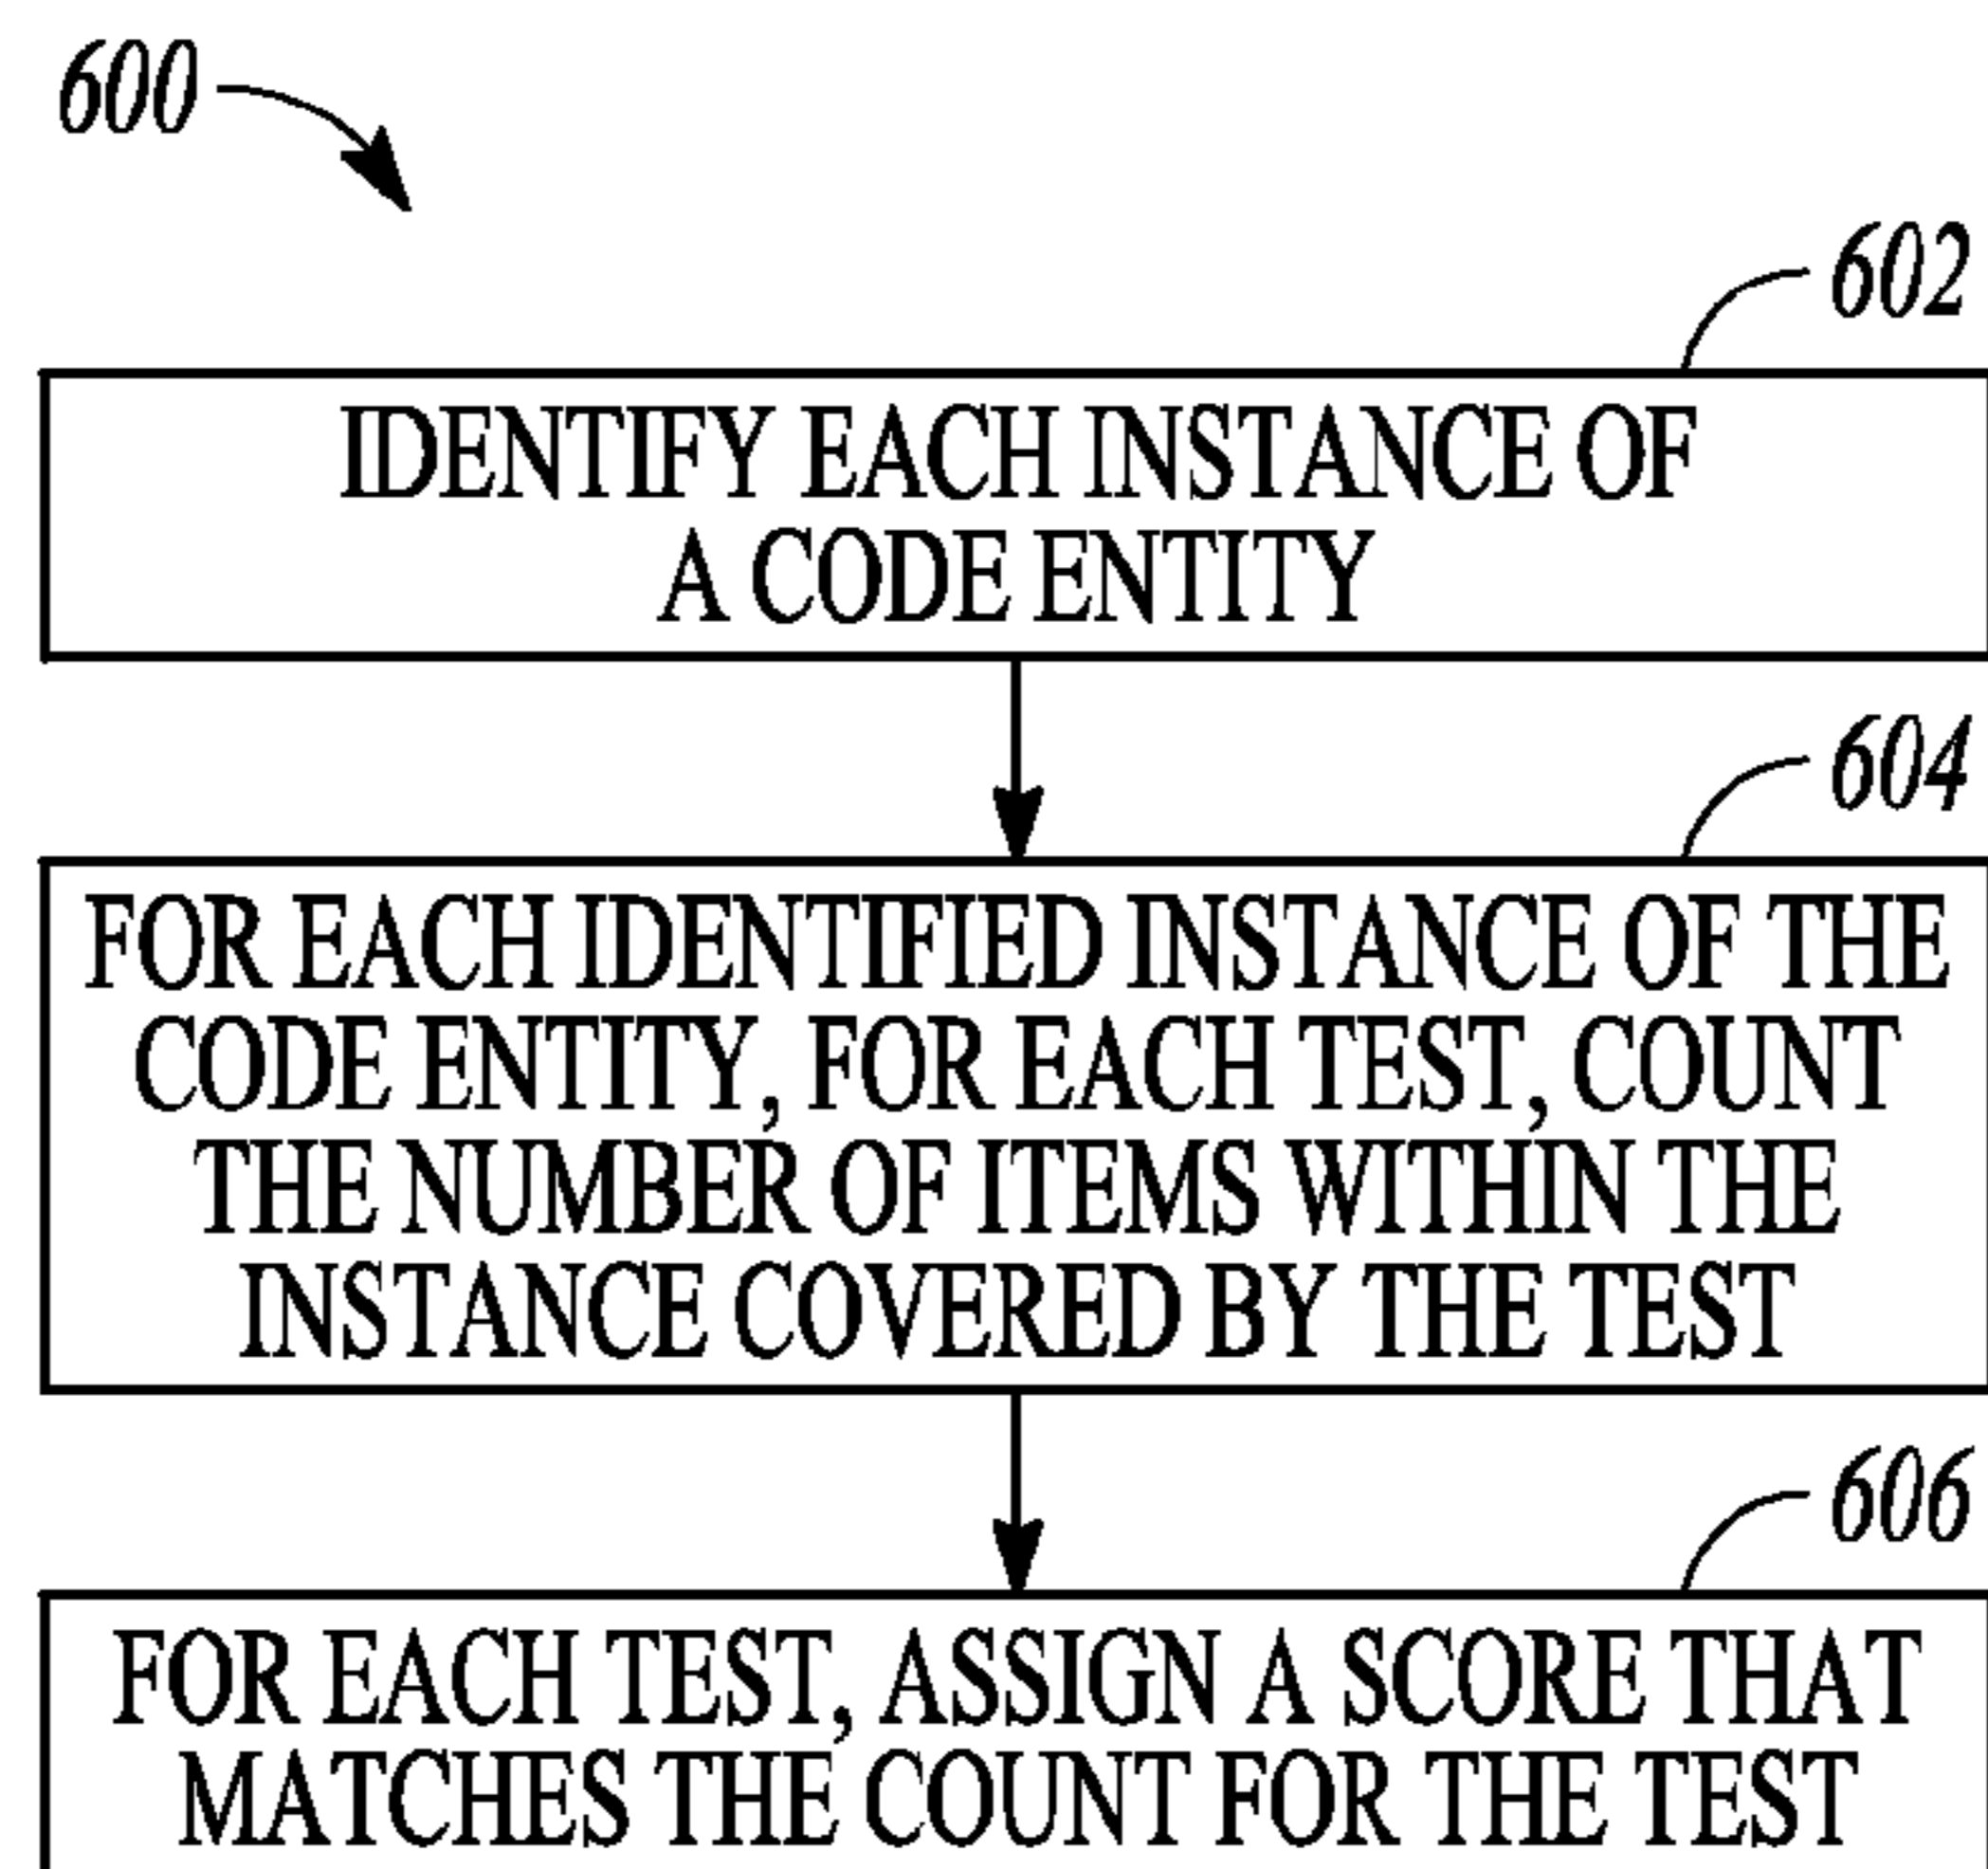 600
602
IDENTIFY EACH INSTANCE OF
A CODE ENTITY
604
FOR EACH IDENTIFIED INSTANCE OF THE
CODE ENTITY, FOR EACH TEST, COUNT
THE NUMBER OF ITEMS WITHIN THE
INSTANCE COVERED BY THE TEST
606
FOR EACH TEST, ASSIGN A SCORE THAT
MATCHES THE COUNT FOR THE TEST